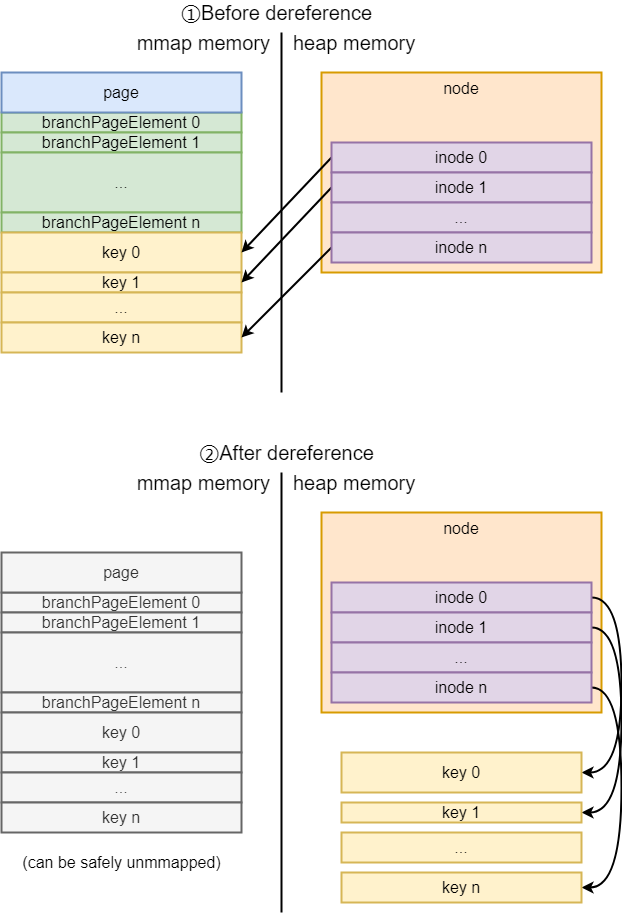 ①Before dereference
mmap memory
heap memory
page
branchPageElement 0
branchPageElement 1
...
branchPageElement n
key 0
key 1
...
key n
node
inode 0
inode 1
...
inode n
②After dereference
mmap memory
heap memory
page
branchPageElement 0
branchPageElement 1
...
branchPageElement n
key 0
key 1
...
key n
(can be safely unmmapped)
node
inode 0
inode 1
...
inode n
key 0
key 1
...
key n